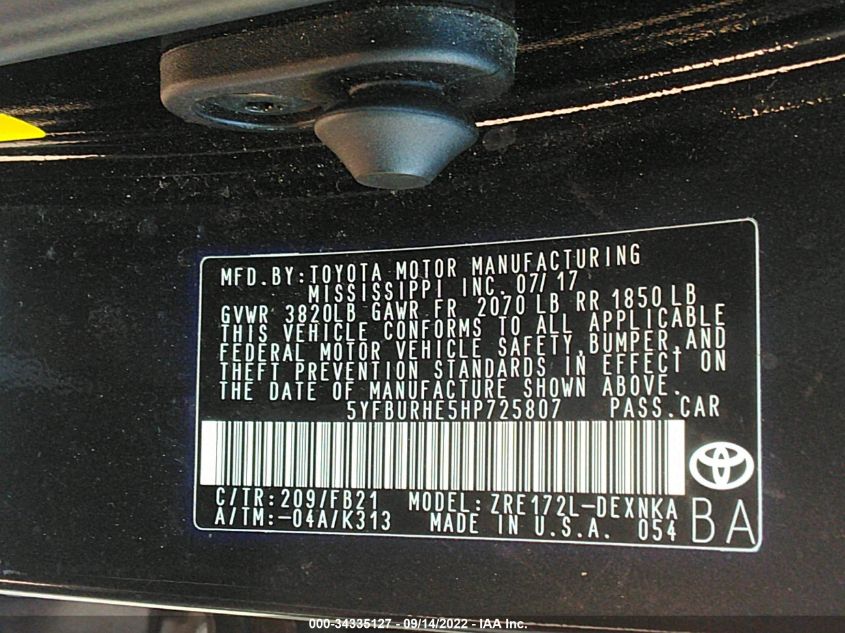 MFD.BY:TOYOTA MOTOR MANUFACTURING
MISSISSIPPI INC. 07/17
GVWR 3820LB GAWR FR 2070 LB RR 1850 LB
THIS VEHICLE CONFORMS TO ALL APPLICABLE
FEDERAL MOTOR VEHICLE SAFETY,BUMPER,AND
THEFT PREVENTION STANDARDS IN EFFECT ON
THE DATE OF MANUFACTURE SHOWN ABOVE.
5YFBURHE5HP725807 PASS.CAR
C/TR:209/FB21 MODEL:ZRE172L-DEXNKA
A/TM:-04A/K313 MADE IN U.S.A. 054
BA
000-34335127 - 09/14/2022 - IAA Inc.